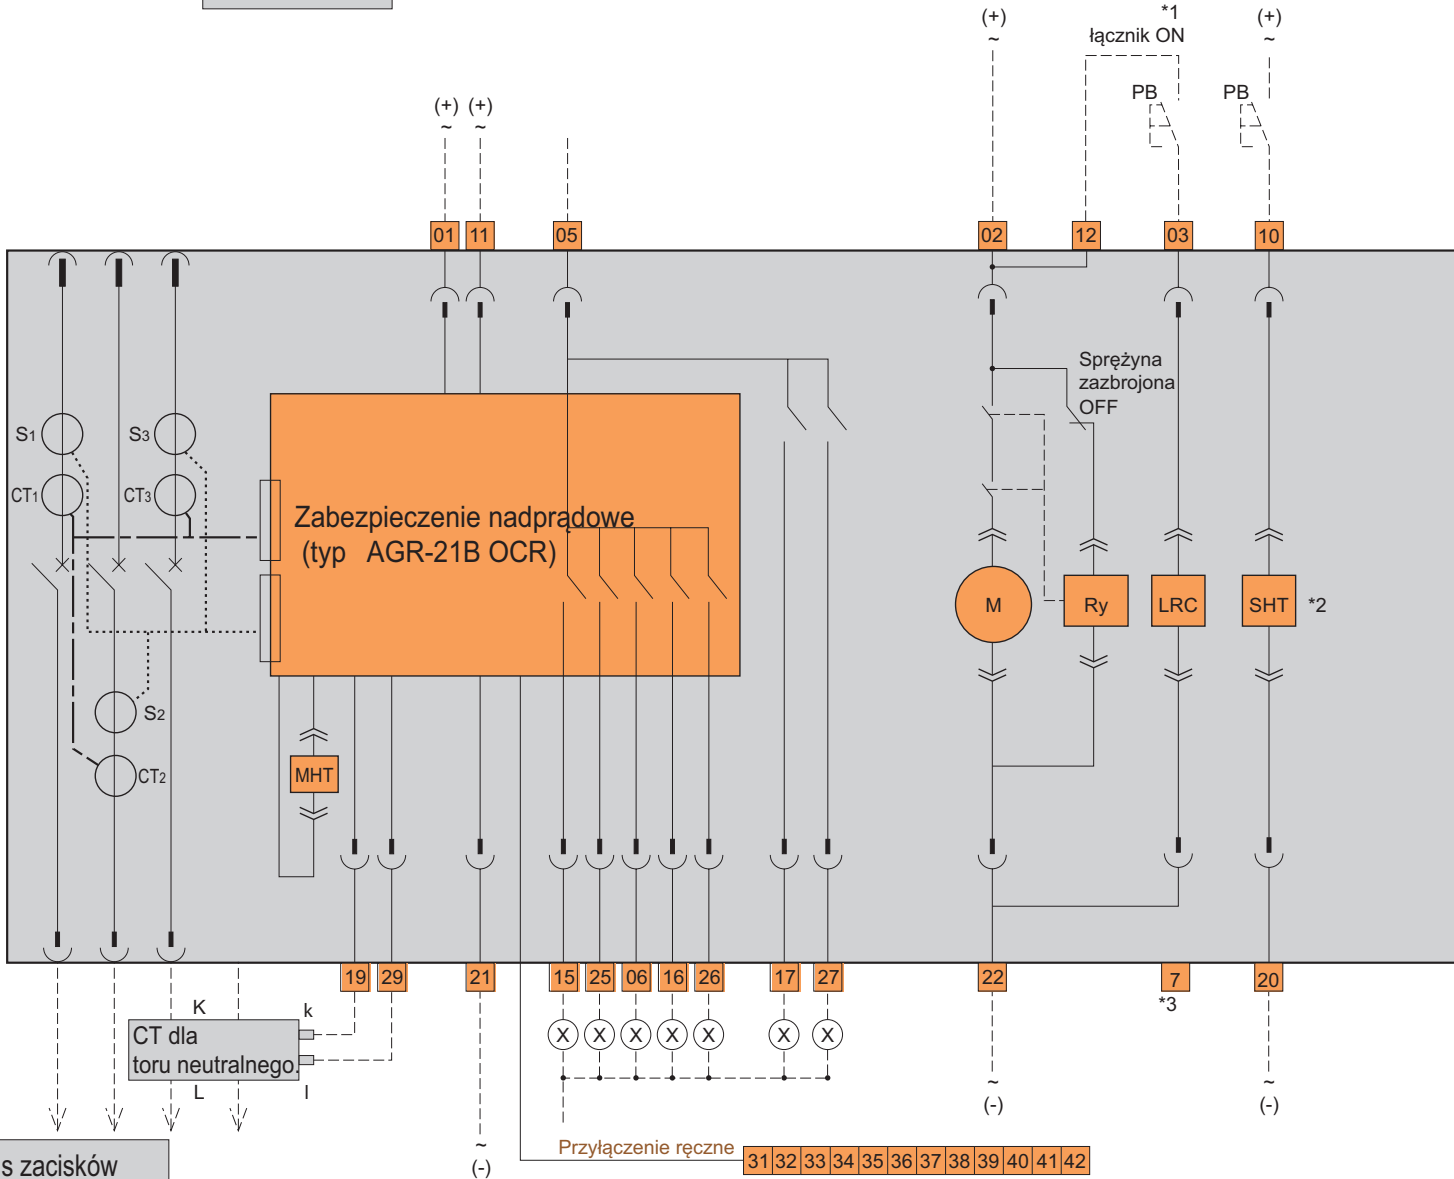 (+)
~
*1
łącznik ON
(+)
~
PB
PB
(+) (+)
~ ~
01 11 05 02 12 03 10
Sprężyna
zazbrojona
OFF
S1
S3
CT1
CT3
Zabezpieczenie nadprądowe
(typ AGR-21B OCR)
M
Ry
LRC
SHT
*2
S2
CT2
MHT
19 29 21 15 25 06 16 26 17 27 22 7 20
*3
K
k
CT dla
toru neutralnego.
L
l
X X X X X X X
~
(-)
~
(-)
~
(-)
Przyłączenie ręczne
31 32 33 34 35 36 37 38 39 40 41 42
s zacisków